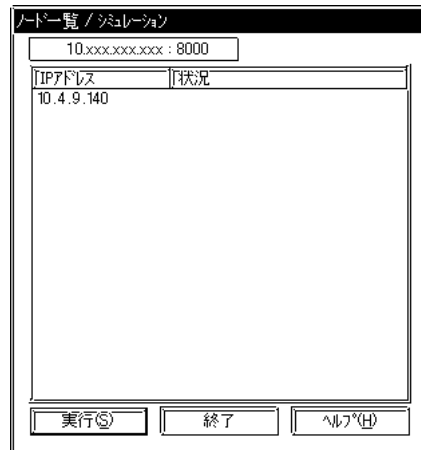 ノード一覧 / シミュレーション
10.xxx.xxx.xxx : 8000
IPアドレス 状況
10.4.9.140
実行(S) 終了 ヘルプ(H)